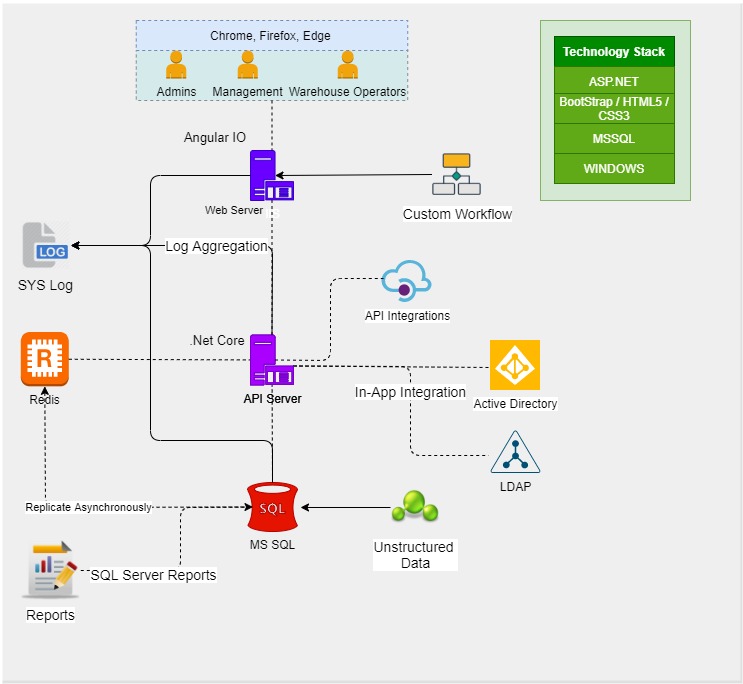 Chrome, Firefox, Edge
Admins
Management
Warehouse Operators
Technology Stack
ASP.NET
BootStrap / HTML5 /
CSS3
MSSQL
WINDOWS
Angular IO
Web Server
Custom Workflow
Log Aggregation
LOG
SYS Log
API Integrations
.Net Core
R
Redis
API Server
In-App Integration
Active Directory
LDAP
Replicate Asynchronously
SQL
MS SQL
Unstructured
Data
SQL Server Reports
Reports